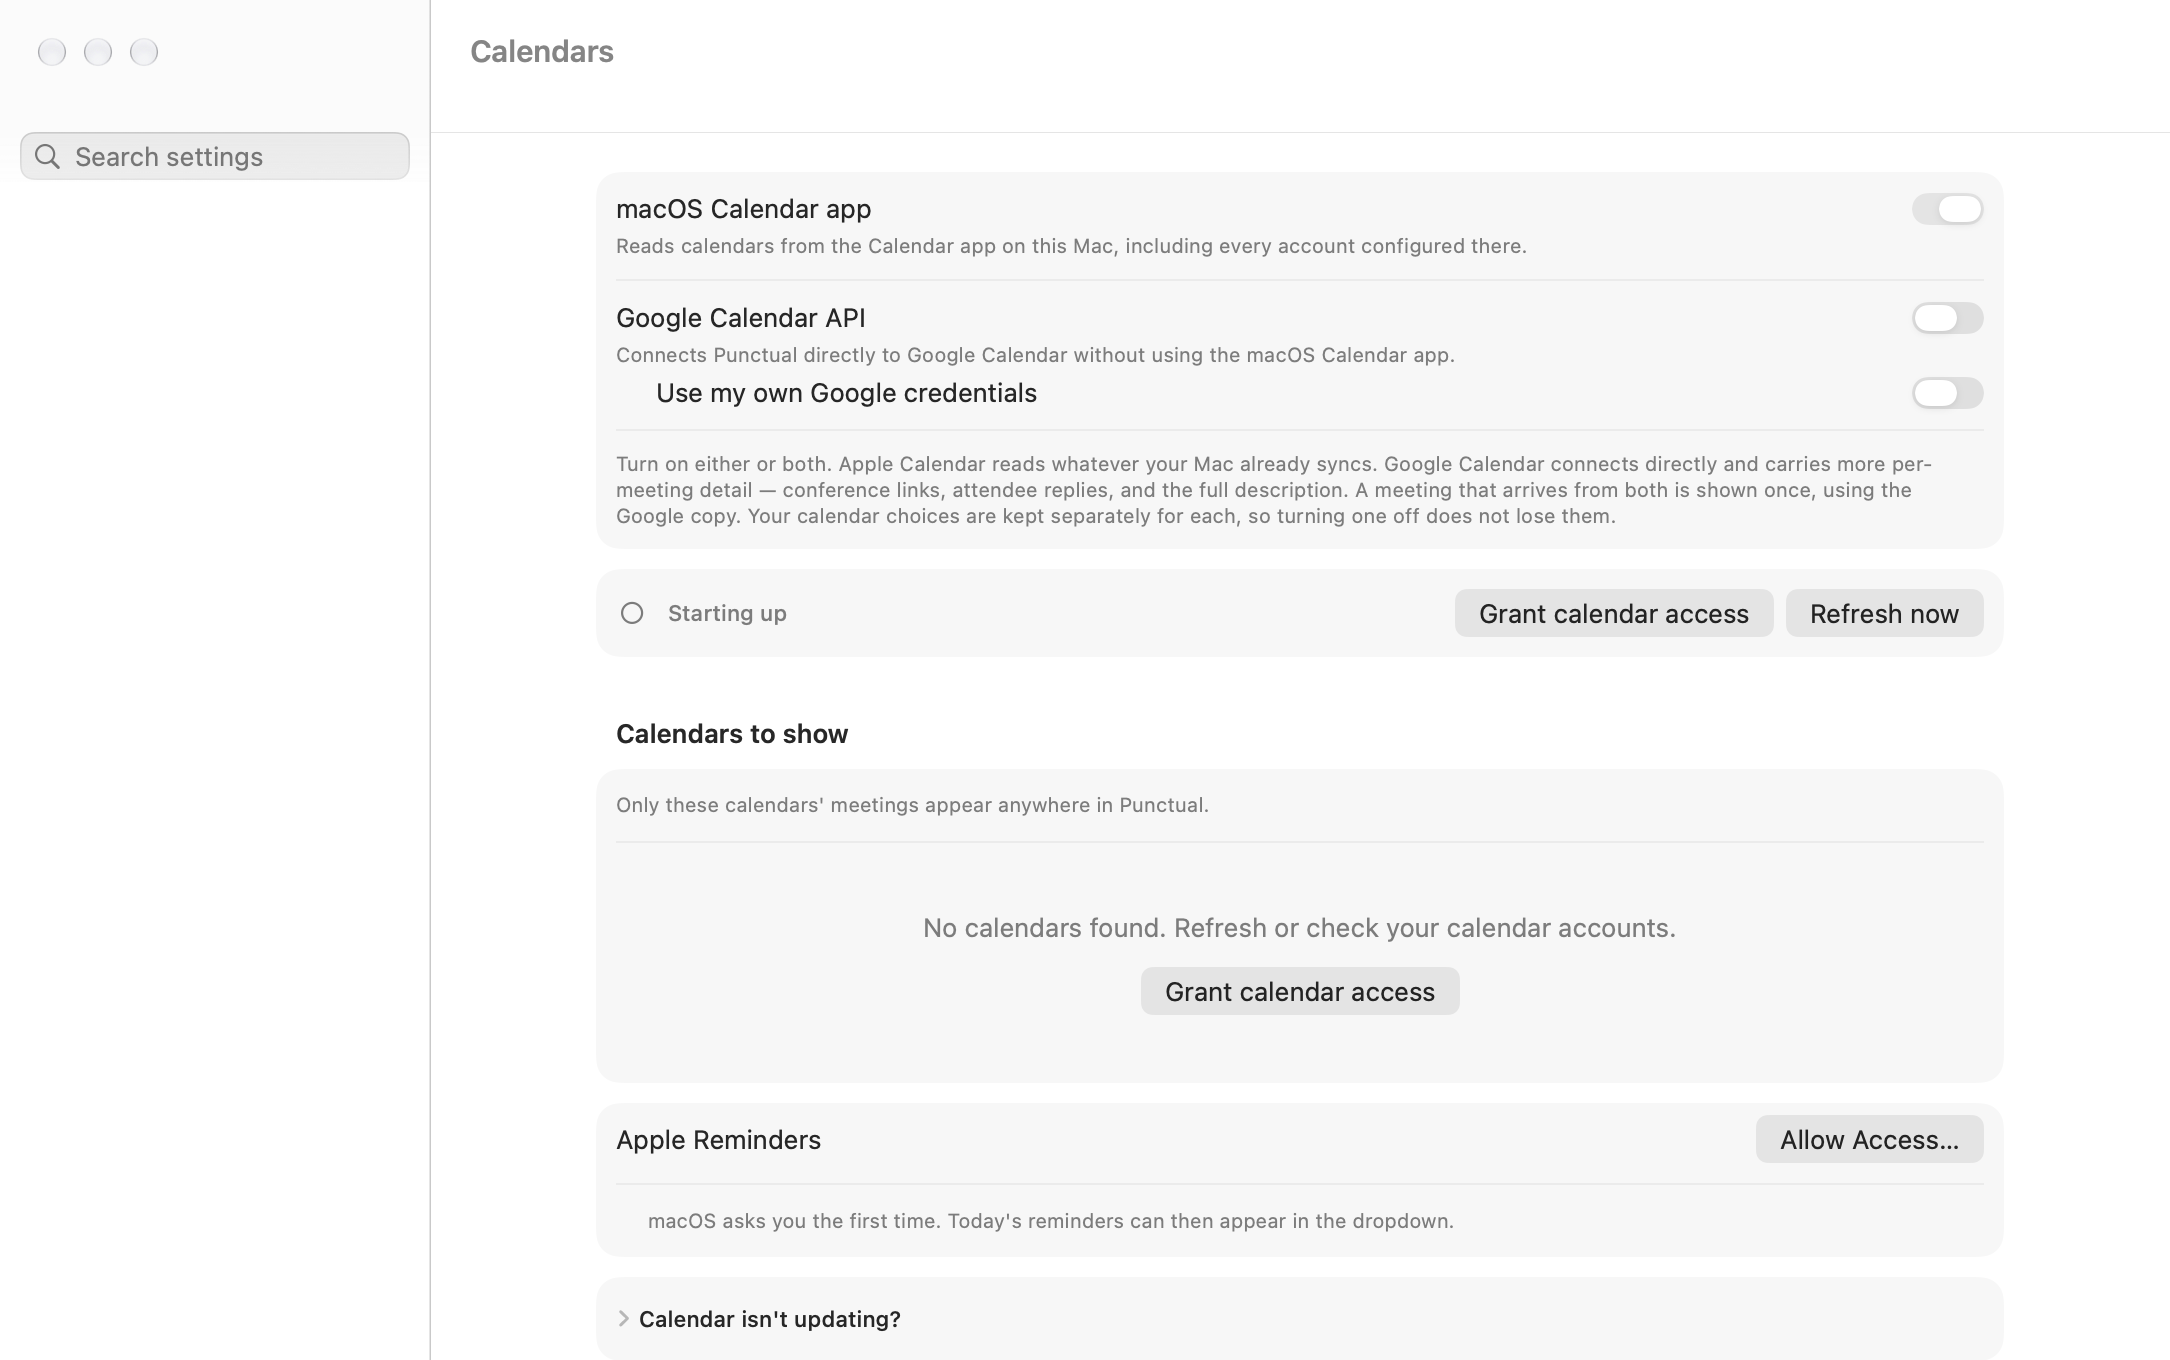 Calendars
Search settings
macOS Calendar app
Reads calendars from the Calendar app on this Mac, including every account configured there.
Google Calendar API
Connects Punctual directly to Google Calendar without using the macOS Calendar app.
Use my own Google credentials
Turn on either or both. Apple Calendar reads whatever your Mac already syncs. Google Calendar connects directly and carries more per-
meeting detail — conference links, attendee replies, and the full description. A meeting that arrives from both is shown once, using the
Google copy. Your calendar choices are kept separately for each, so turning one off does not lose them.
Starting up
Grant calendar access
Refresh now
Calendars to show
Only these calendars' meetings appear anywhere in Punctual.
No calendars found. Refresh or check your calendar accounts.
Grant calendar access
Apple Reminders
Allow Access...
macOS asks you the first time. Today's reminders can then appear in the dropdown.
Calendar isn't updating?